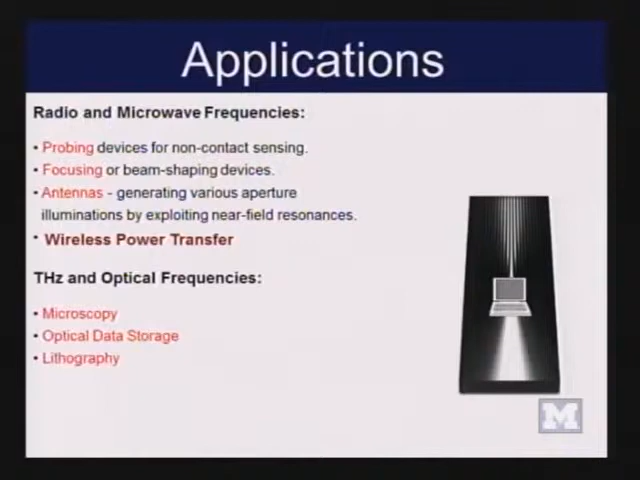 Applications
Radio and Microwave Frequencies:
• Probing devices for non-contact sensing.
• Focusing or beam-shaping devices.
• Antennas - generating various aperture
illuminations by exploiting near-field resonances.
• Wireless Power Transfer
THz and Optical Frequencies:
• Microscopy
• Optical Data Storage
• Lithography
M